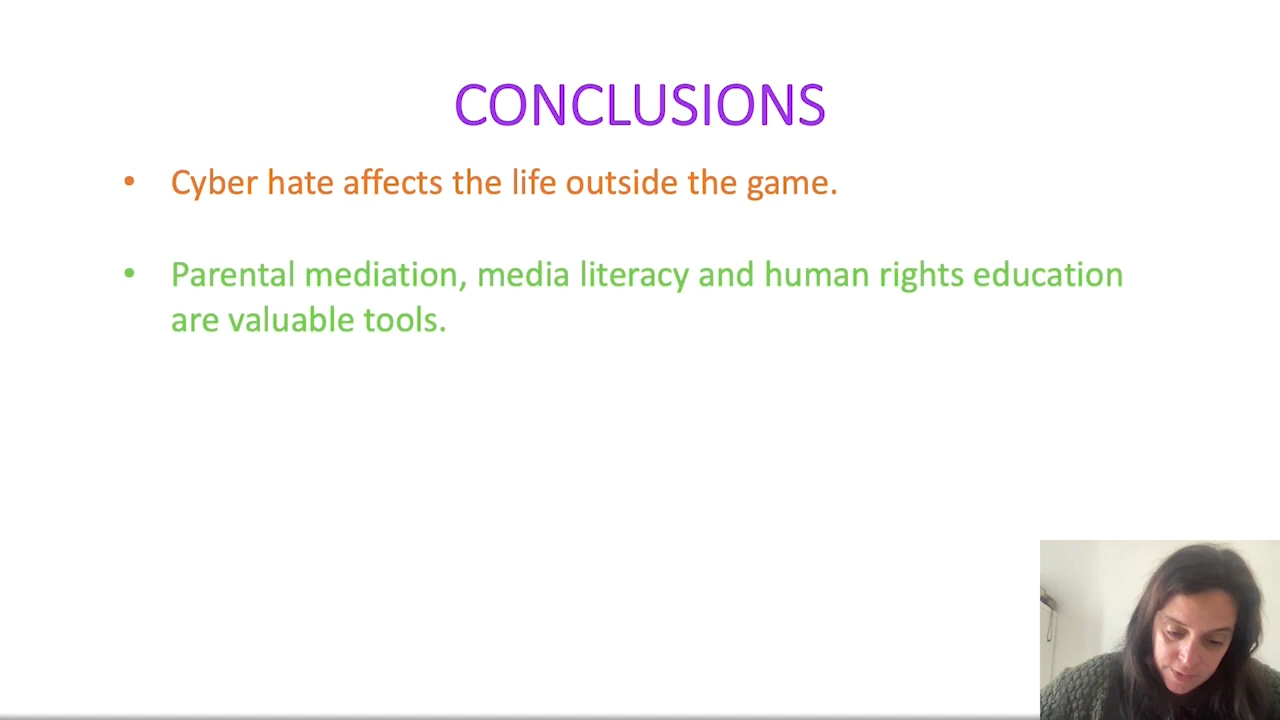 CONCLUSIONS
• Cyber hate affects the life outside the game.
• Parental mediation, media literacy and human rights education
are valuable tools.